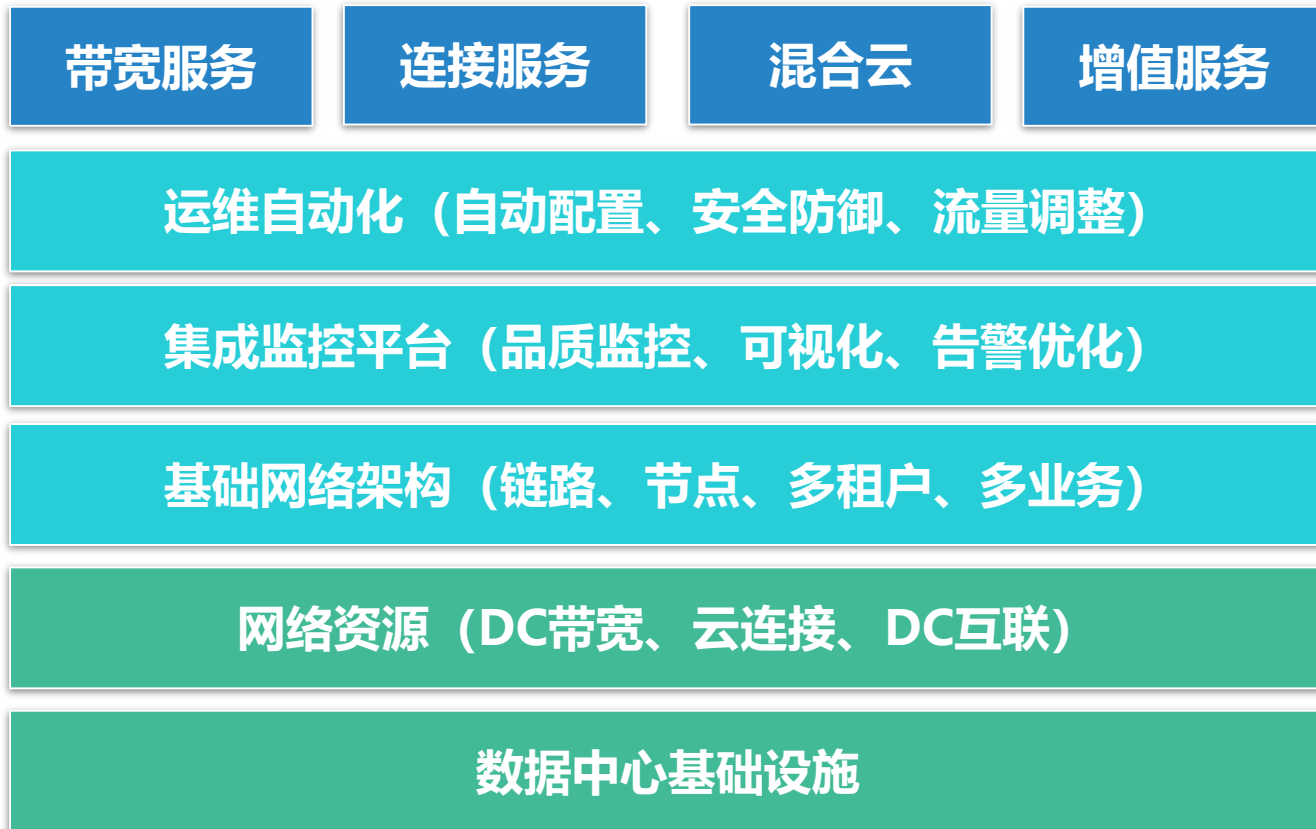 带宽服务
连接服务
混合云
增值服务
运维自动化（自动配置、安全防御、流量调整）
集成监控平台（品质监控、可视化、告警优化）
基础网络架构（链路、节点、多租户、多业务）
网络资源（DC带宽、云连接、DC互联）
数据中心基础设施